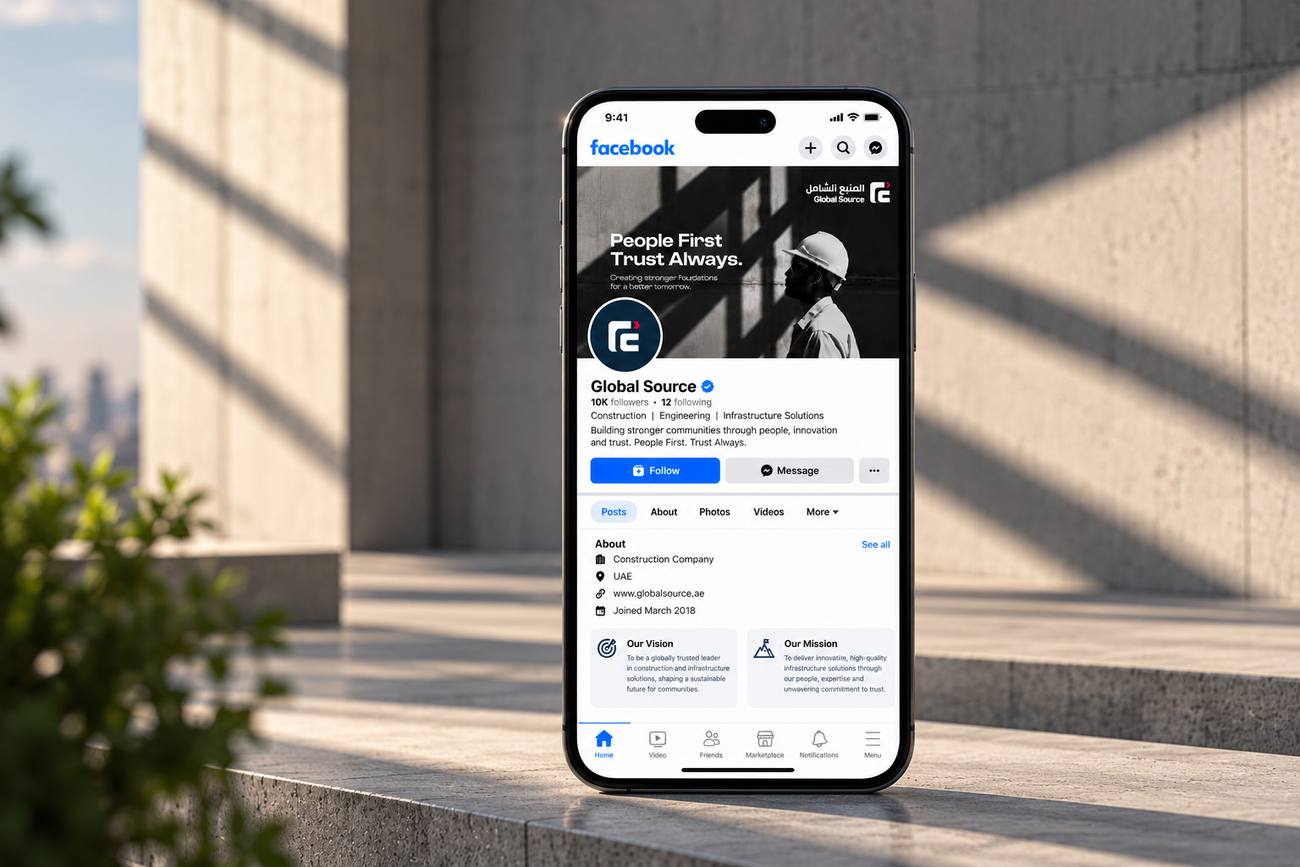 9:41
facebook
المنبع الشامل
Global Source
People First
Trust Always.
Creating stronger foundations
for a better tomorrow.
Global Source
10K followers • 12 following
Construction | Engineering | Infrastructure Solutions
Building stronger communities through people, innovation
and trust. People First. Trust Always.
Follow
Message
Posts
About
Photos
Videos
More
About
See all
Construction Company
UAE
www.globalsource.ae
Joined March 2018
Our Vision
To be a globally trusted leader
in construction and infrastructure
solutions, shaping a sustainable
future for communities.
Our Mission
To deliver innovative, high-quality
infrastructure solutions through
our people, expertise and
unwavering commitment to trust.
Home
Video
Friends
Marketplace
Notifications
Menu